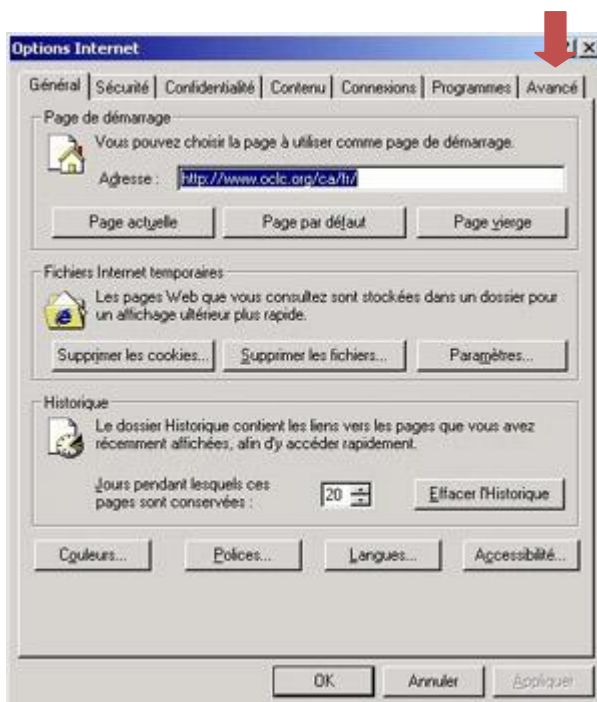 Options Internet
Général Sécurité Confidentialité Contenu Connexions Programmes Avancé
Page de démarrage
Vous pouvez choisir la page à utiliser comme page de démarrage.
Adresse : http://www.oclc.org/ca/fr/
Page actuelle Page par défaut Page vierge
Fichiers Internet temporaires
Les pages Web que vous consultez sont stockées dans un dossier pour
un affichage ultérieur plus rapide.
Supprimer les cookies... Supprimer les fichiers... Paramètres...
Historique
Le dossier Historique contient les liens vers les pages que vous avez
récemment affichées, afin d'y accéder rapidement.
Jours pendant lesquels ces
pages sont conservées : 20 Effacer l'Historique
Couleurs... Polices... Langues... Accessibilité...
OK Annuler Appliquer